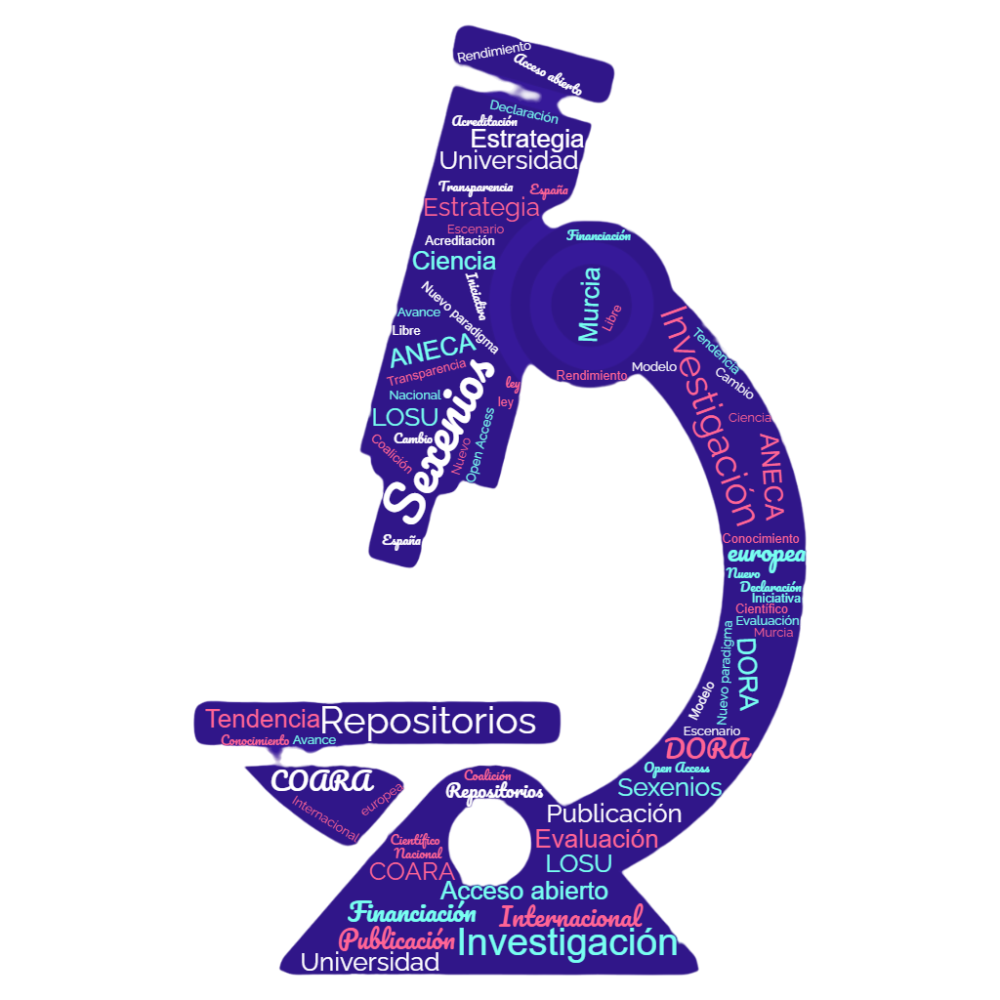 Rendimiento
Acceso abierto
Declaración
Acreditación
Estrategia
Universidad
Transparencia
España
Estrategia
Escenario
Acreditación
Financiación
Ciencia
Iniciativa
Nuevo paradigma
Murcia
Libre
Avance
Libre
ANECA
Transparencia
Sexenios
Rendimiento
Modelo
ley
ley
Nacional
LOSU
Cambio
Coalición
Nuevo
Open Access
España
Investigación
Tendencia
Cambio
Ciencia
ANECA
Conocimiento
europea
Nuevo
Declaración
Iniciativa
Científico
Evaluación
Murcia
Nuevo paradigma
DORA
Modelo
Escenario
DORA
Open Access
Sexenios
Tendencia
Repositorios
Conocimiento
Avance
COARA
Internacional
europea
Coalición
Repositorios
Publicación
Evaluación
Científico
Nacional
COARA
LOSU
Acceso abierto
Financiación
Internacional
Publicación
Investigación
Universidad